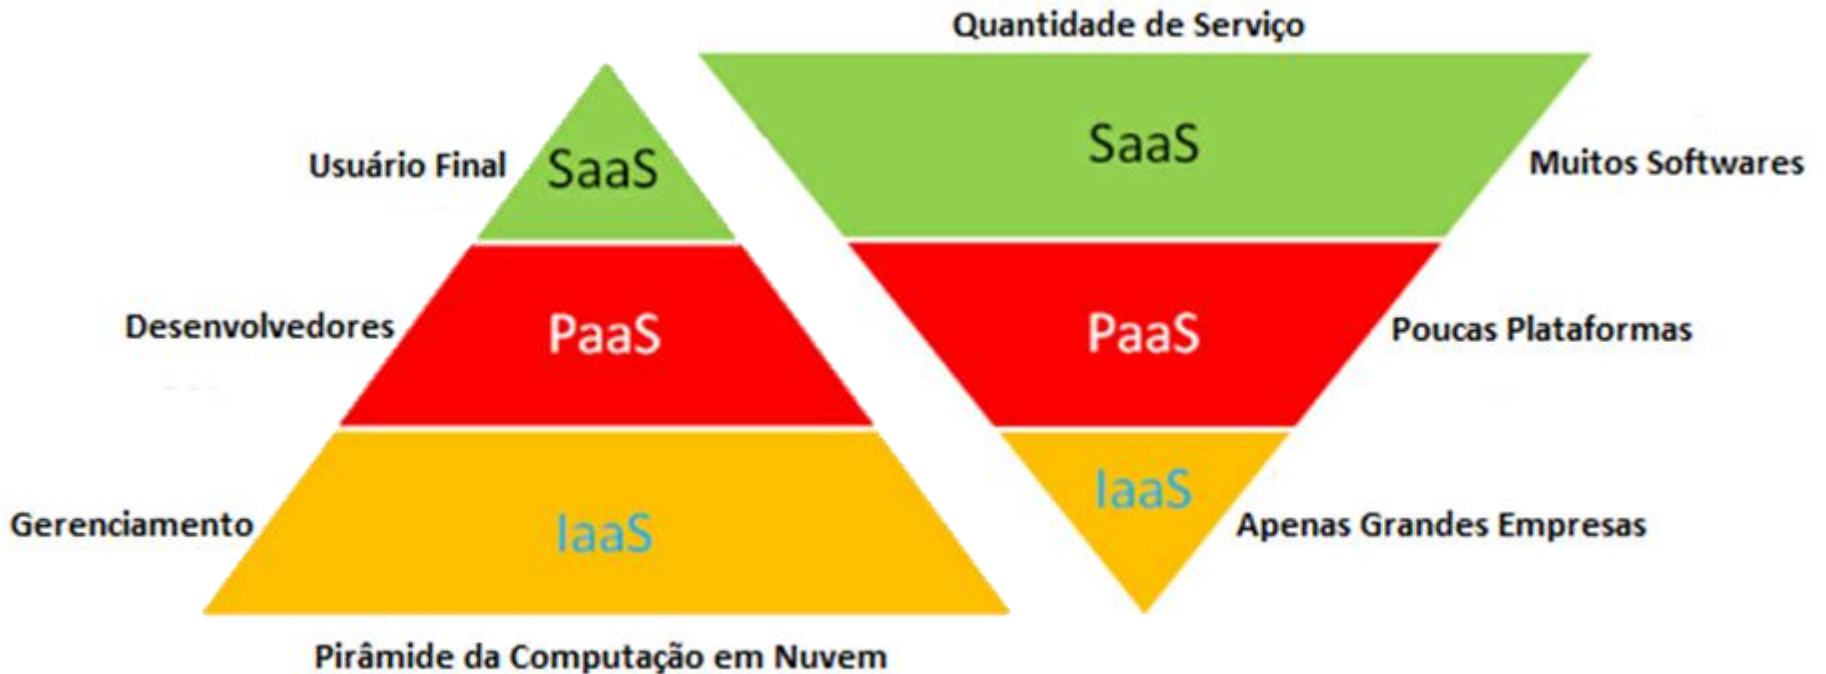 Quantidade de Serviço
Usuário Final
SaaS
SaaS
Muitos Softwares
Desenvolvedores
PaaS
PaaS
Poucas Plataformas
Gerenciamento
IaaS
IaaS
Apenas Grandes Empresas
Pirâmide da Computação em Nuvem